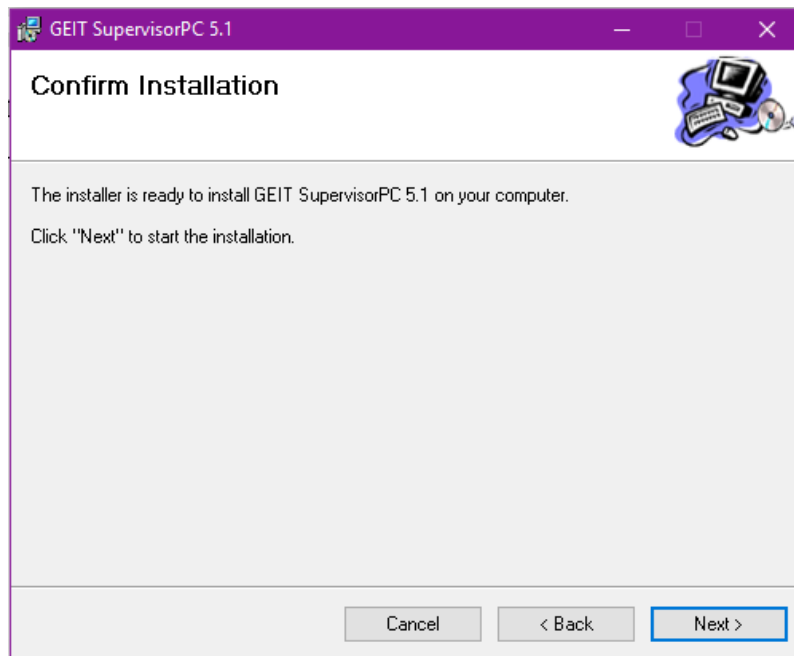 GEIT SupervisorPC 5.1
Confirm Installation
The installer is ready to install GEIT SupervisorPC 5.1 on your computer.
Click "Next" to start the installation.
Cancel
< Back
Next >